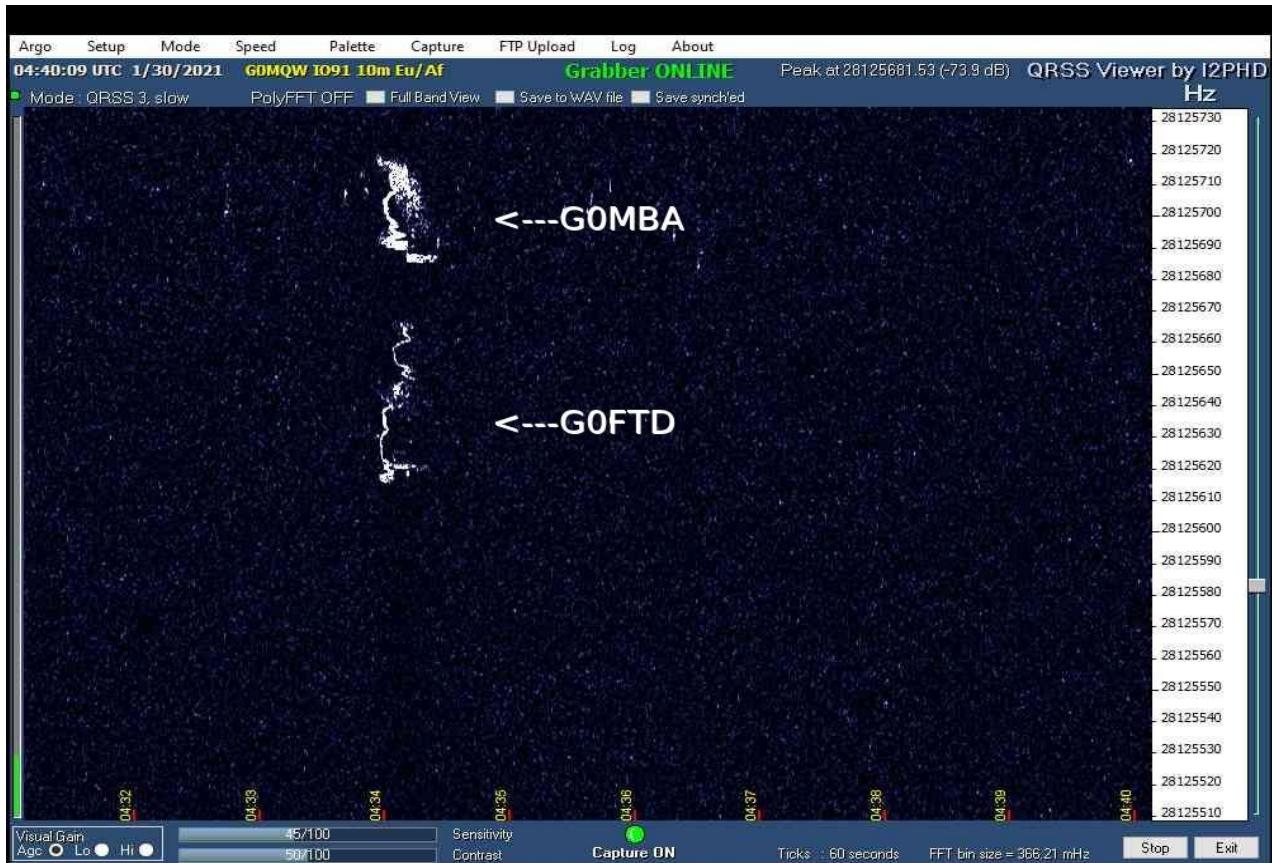 Argo Setup Mode Speed Palette Capture FTP Upload Log About
04:40:09 UTC 1/30/2021 G0MQW IO91 10m Eu/Af Grabber ONLINE Peak at 28125681.53 (-73.9 dB) QRSS Viewer by I2PHD
Mode : QRSS 3, slow PolyFFT OFF Full Band View Save to WAV file Save synch'ed Hz
28125730
28125720
28125710
<---G0MBA 28125700
28125690
28125680
28125670
28125660
28125650
28125640
<---G0FTD 28125630
28125620
28125610
28125600
28125590
28125580
28125570
28125560
28125550
28125540
28125530
28125520
04:32 04:33 04:34 04:35 04:36 04:37 04:38 04:39 04:40 28125510
Visual Gain 45/100 Sensitivity
Agc Lo Hi 50/100 Contrast Capture ON Ticks : 60 seconds FFT bin size = 366.21 mHz Stop Exit